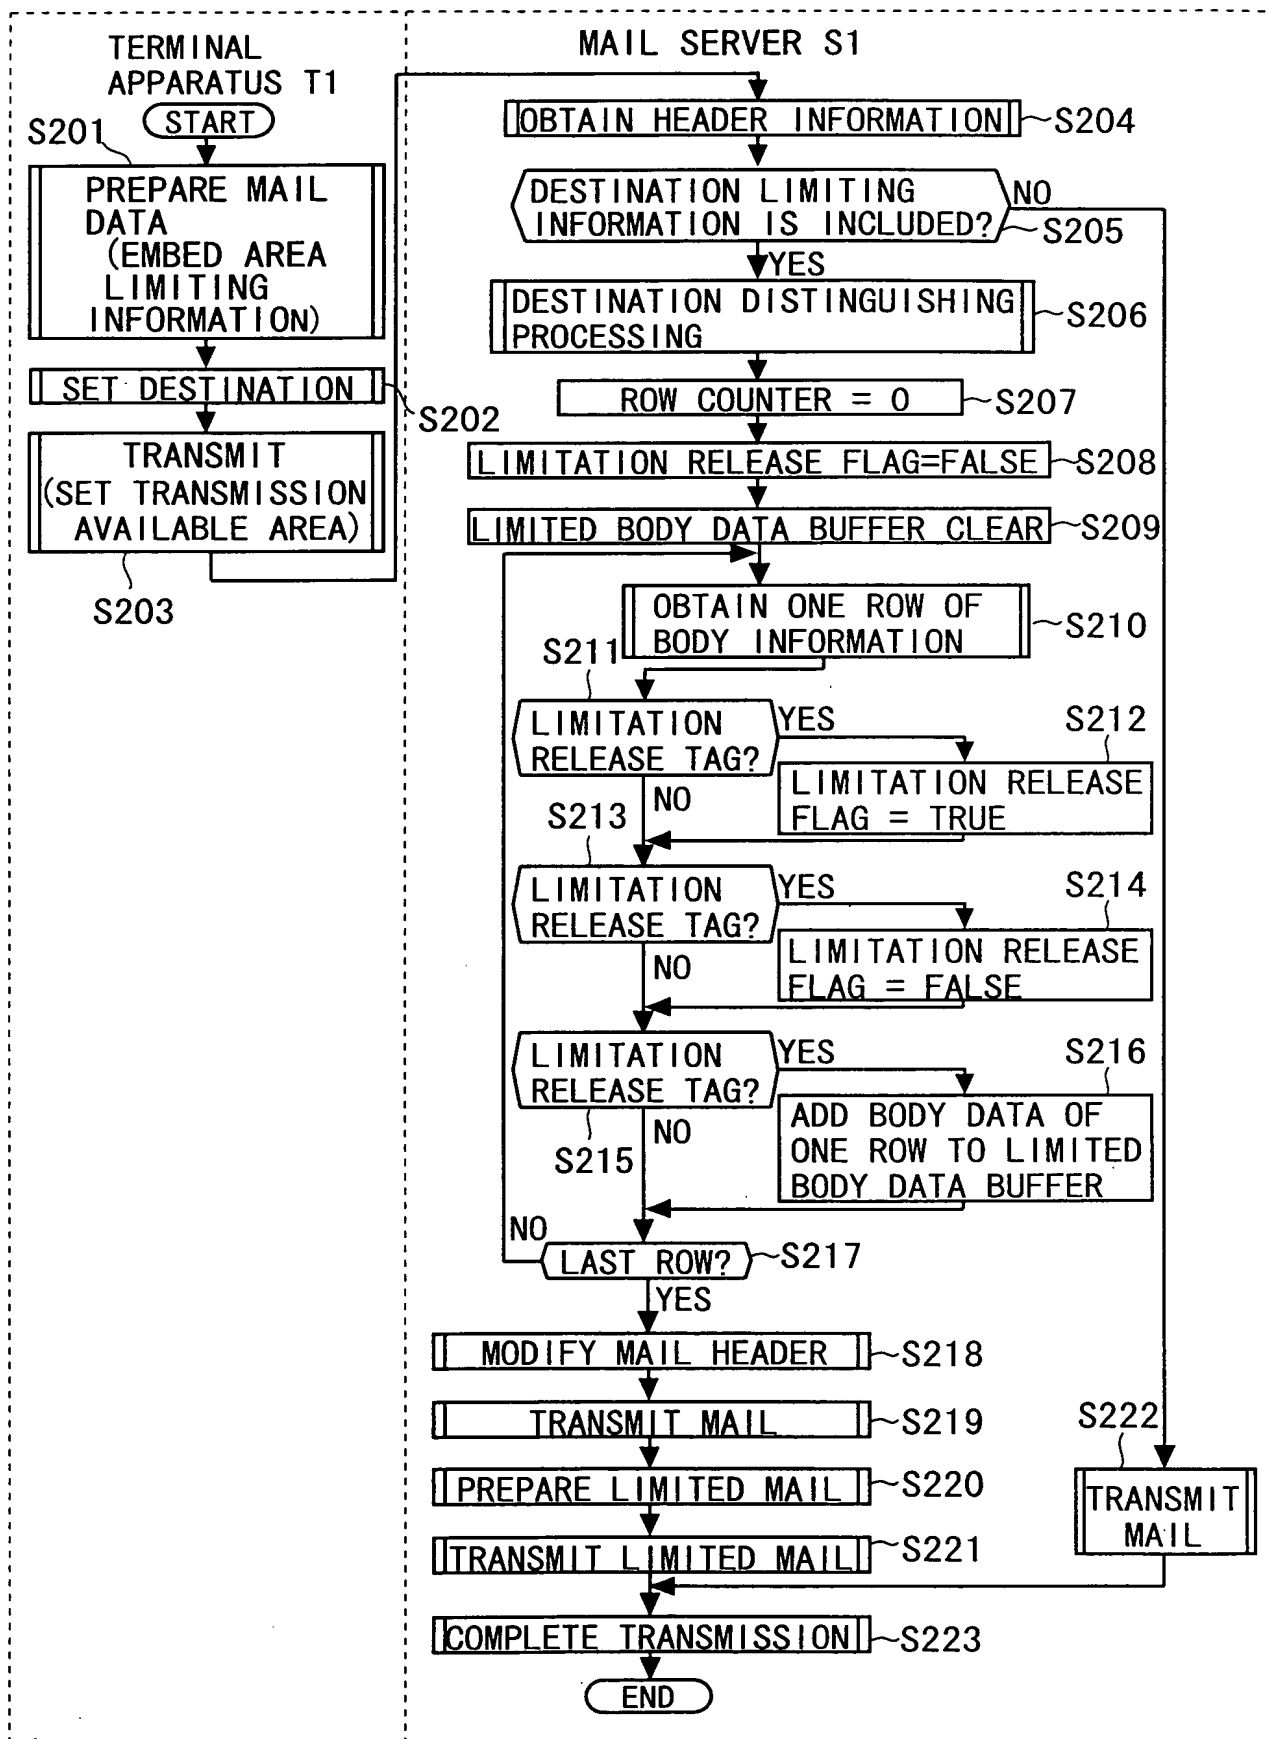 TERMINAL
APPARATUS T1
START
S201
PREPARE MAIL
DATA
(EMBED AREA
LIMITING
INFORMATION)
SET DESTINATION
S202
TRANSMIT
(SET TRANSMISSION
AVAILABLE AREA)
S203
MAIL SERVER S1
OBTAIN HEADER INFORMATION
S204
DESTINATION LIMITING
INFORMATION IS INCLUDED?
NO
S205
YES
DESTINATION DISTINGUISHING
PROCESSING
S206
ROW COUNTER = 0
S207
LIMITATION RELEASE FLAG=FALSE
S208
LIMITED BODY DATA BUFFER CLEAR
S209
OBTAIN ONE ROW OF
BODY INFORMATION
S210
S211
LIMITATION
RELEASE TAG?
YES
S212
LIMITATION RELEASE
FLAG = TRUE
NO
S213
LIMITATION
RELEASE TAG?
YES
S214
LIMITATION RELEASE
FLAG = FALSE
NO
LIMITATION
RELEASE TAG?
YES
S216
ADD BODY DATA OF
ONE ROW TO LIMITED
BODY DATA BUFFER
NO
S215
NO
LAST ROW?
S217
YES
MODIFY MAIL HEADER
S218
TRANSMIT MAIL
S219
PREPARE LIMITED MAIL
S220
TRANSMIT LIMITED MAIL
S221
S222
TRANSMIT
MAIL
COMPLETE TRANSMISSION
S223
END